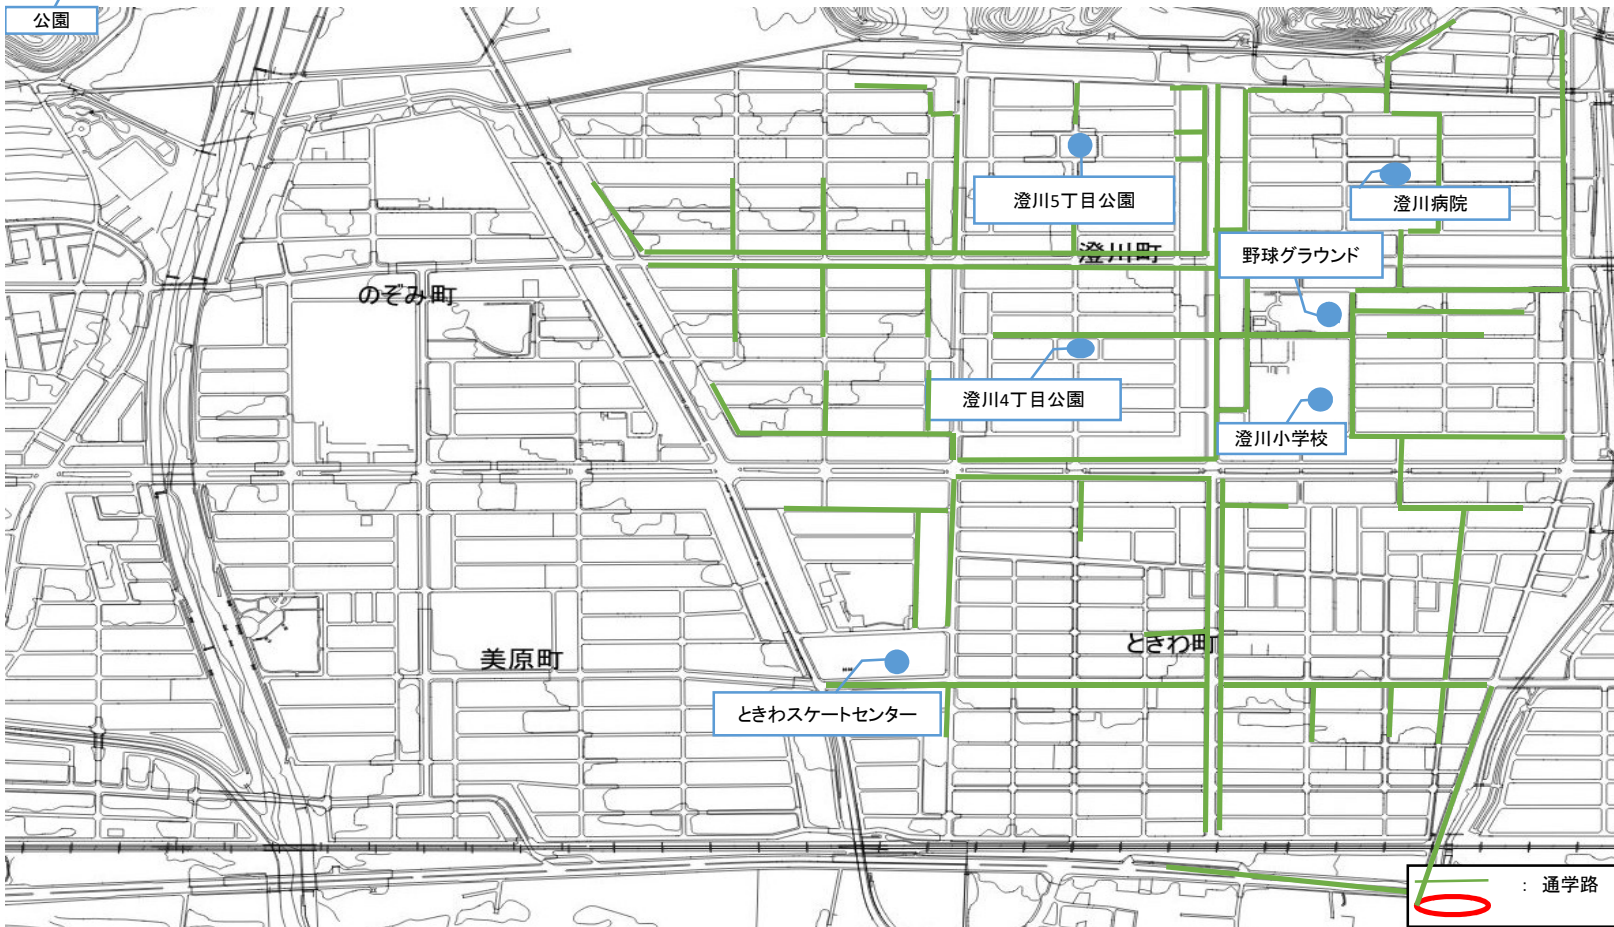 公園
澄川5丁目公園
澄川病院
澄川町
野球グラウンド
のぞみ町
澄川4丁目公園
澄川小学校
ときわ町
美原町
ときわスケートセンター
: 通学路